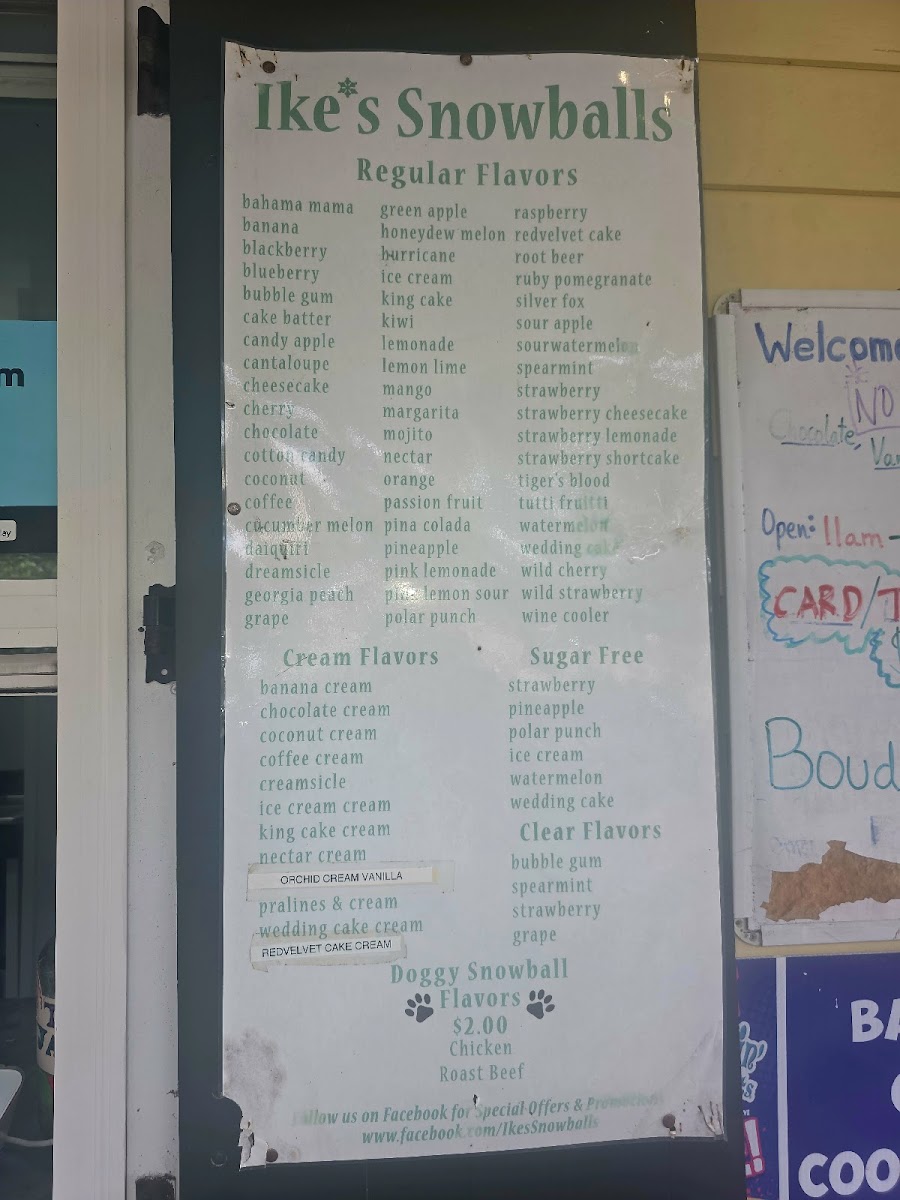 Ike's Snowballs
Regular Flavors
bahama mama
banana
blackberry
blueberry
bubble gum
cake batter
candy apple
cantaloupe
cheesecake
cherry
chocolate
cotton candy
coconut
coffee
cucumber melon
daiquiri
dreamsicle
georgia peach
grape
green apple
honeydew melon
hurricane
ice cream
king cake
kiwi
lemonade
lemon lime
mango
margarita
mojito
nectar
orange
passion fruit
pina colada
pineapple
pink lemonade
pink lemon sour
polar punch
raspberry
redvelvet cake
root beer
ruby pomegranate
silver fox
sour apple
sourwatermelon
spearmint
strawberry
strawberry cheesecake
strawberry lemonade
strawberry shortcake
tiger's blood
tutti fruitti
watermelon
wedding cake
wild cherry
wild strawberry
wine cooler
Cream Flavors
banana cream
chocolate cream
coconut cream
coffee cream
creamsicle
ice cream cream
king cake cream
nectar cream
ORCHID CREAM VANILLA
pralines & cream
wedding cake cream
REDVELVET CAKE CREAM
Sugar Free
strawberry
pineapple
polar punch
ice cream
watermelon
wedding cake
Clear Flavors
bubble gum
spearmint
strawberry
grape
Doggy Snowball
Flavors
$2.00
Chicken
Roast Beef
Follow us on Facebook for Special Offers & Promotions
www.facebook.com/IkesSnowballs
Welcome
NO
Chocolate,
Van
Open: 11am -
CARD/T
Boud
BA
COO
m
ay